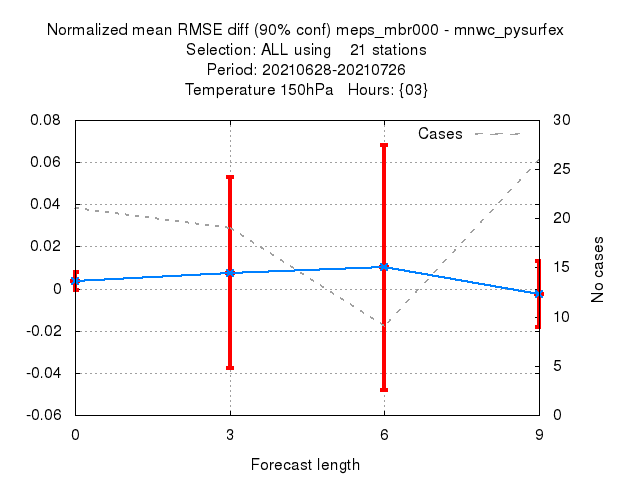 Normalized mean RMSE diff (90% conf) meps_mbr000 - mnwc_pysurfex
Selection: ALL using 21 stations
Period: 20210628-20210726
Temperature 150hPa Hours: {03}
0.08
0.06
0.04
0.02
0
-0.02
-0.04
-0.06
30
25
20
15
10
5
0
Cases
No cases
0 3 6 9
Forecast length